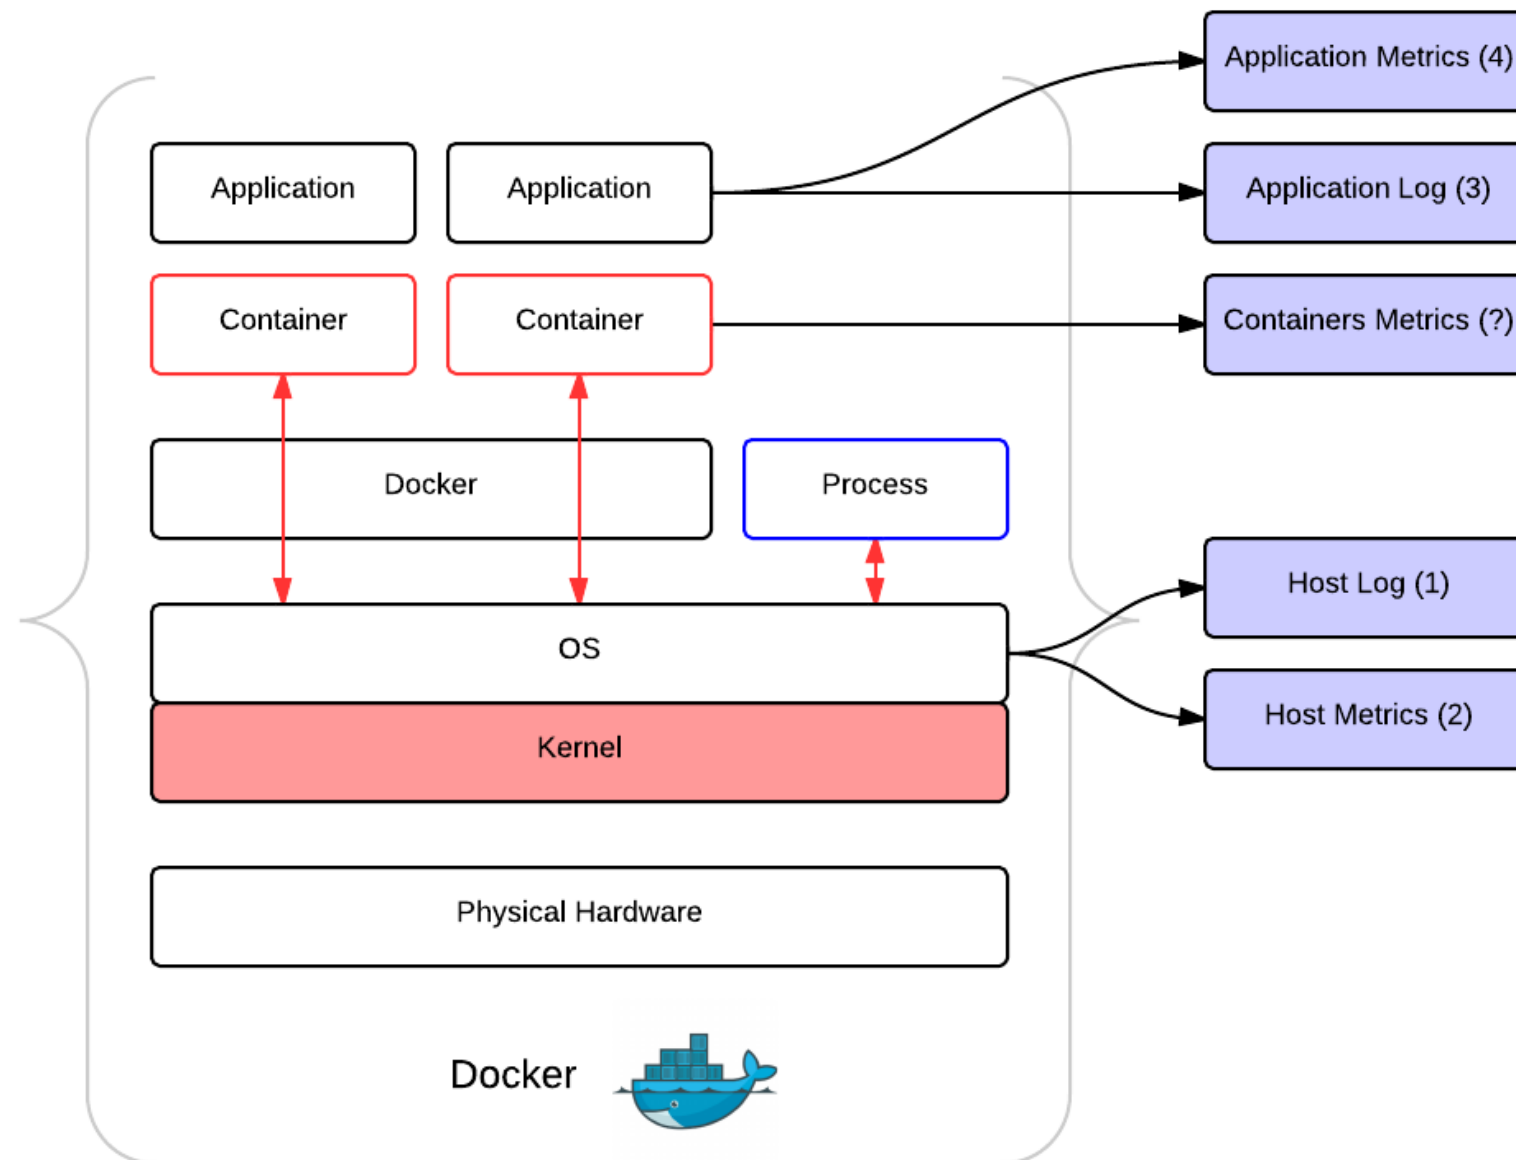 Application Metrics (4)
Application
Application
Application Log (3)
Container
Container
Containers Metrics (?)
Docker
Process
Host Log (1)
OS
Host Metrics (2)
Kernel
Physical Hardware
Docker